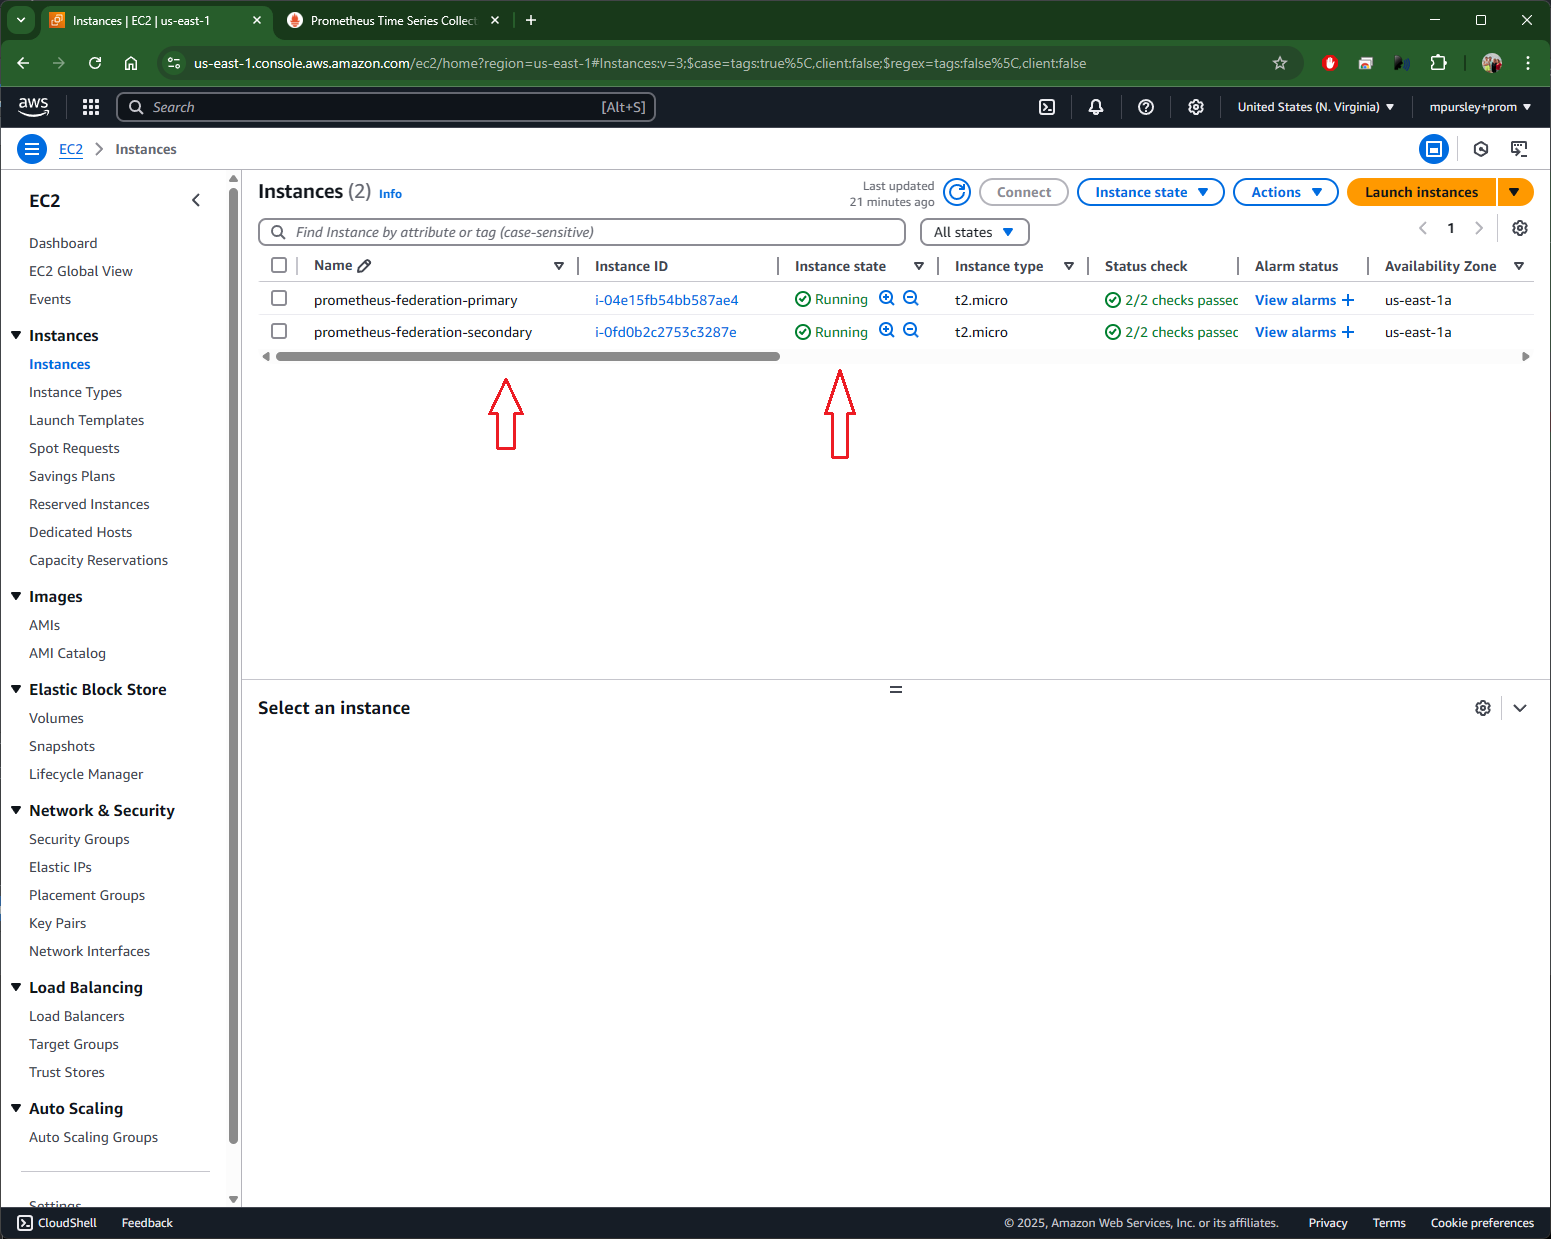 Instances | EC2 | us-east-1
Prometheus Time Series Collect
us-east-1.console.aws.amazon.com/ec2/home?region=us-east-1#Instances:v=3;$case=tags:true%5C,client:false;$regex=tags:false%5C,client:false
aws
Search
[Alt+S]
United States (N. Virginia)
mpursley+prom
EC2
Instances
EC2
Dashboard
EC2 Global View
Events
Instances
Instances
Instance Types
Launch Templates
Spot Requests
Savings Plans
Reserved Instances
Dedicated Hosts
Capacity Reservations
Images
AMIs
AMI Catalog
Elastic Block Store
Volumes
Snapshots
Lifecycle Manager
Network & Security
Security Groups
Elastic IPs
Placement Groups
Key Pairs
Network Interfaces
Load Balancing
Load Balancers
Target Groups
Trust Stores
Auto Scaling
Auto Scaling Groups
Settings
Instances (2) Info
Last updated
21 minutes ago
Connect
Instance state
Actions
Launch instances
Find Instance by attribute or tag (case-sensitive)
All states
1
Name Instance ID Instance state Instance type Status check Alarm status Availability Zone
prometheus-federation-primary i-04e15fb54bb587ae4 Running t2.micro 2/2 checks passed View alarms + us-east-1a
prometheus-federation-secondary i-0fd0b2c2753c3287e Running t2.micro 2/2 checks passed View alarms + us-east-1a
Select an instance
CloudShell
Feedback
© 2025, Amazon Web Services, Inc. or its affiliates.
Privacy
Terms
Cookie preferences